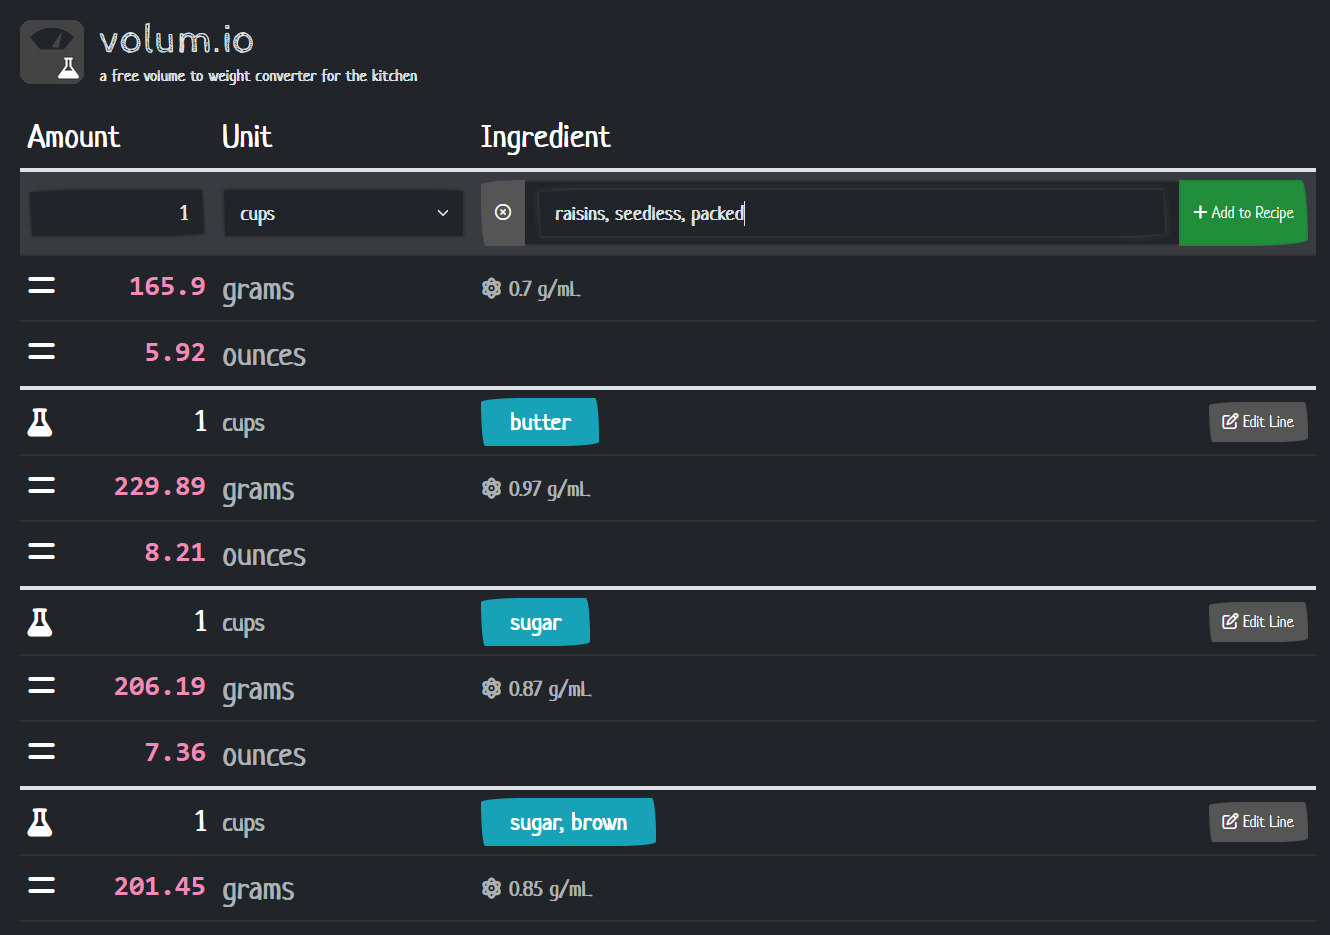 volum.io
a free volume to weight converter for the kitchen
Amount Unit Ingredient
1 cups raisins, seedless, packed + Add to Recipe
= 165.9 grams 0.7 g/mL
= 5.92 ounces
1 cups butter Edit Line
= 229.89 grams 0.97 g/mL
= 8.21 ounces
1 cups sugar Edit Line
= 206.19 grams 0.87 g/mL
= 7.36 ounces
1 cups sugar, brown Edit Line
= 201.45 grams 0.85 g/mL